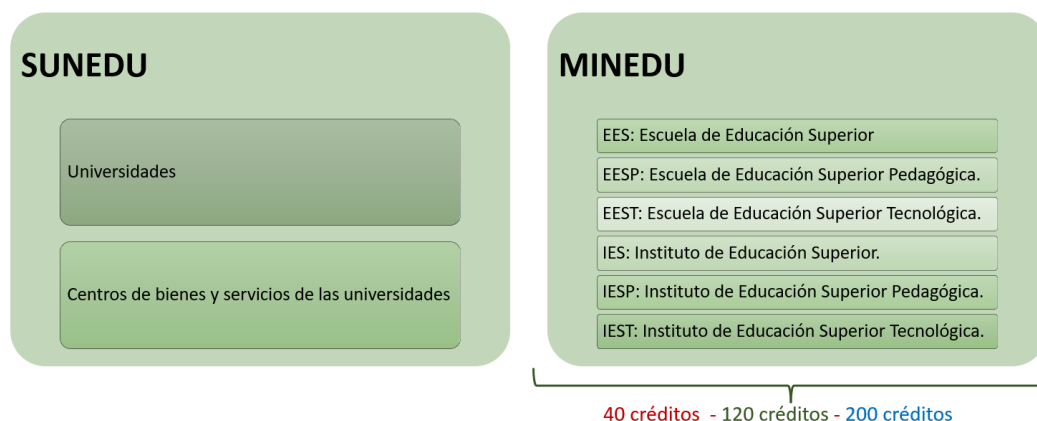 SUNEDU
Universidades
Centros de bienes y servicios de las universidades
MINEDU
EES: Escuela de Educación Superior
EESP: Escuela de Educación Superior Pedagógica.
EEST: Escuela de Educación Superior Tecnológica.
IES: Instituto de Educación Superior.
IESP: Instituto de Educación Superior Pedagógica.
IEST: Instituto de Educación Superior Tecnológica.
40 créditos - 120 créditos - 200 créditos